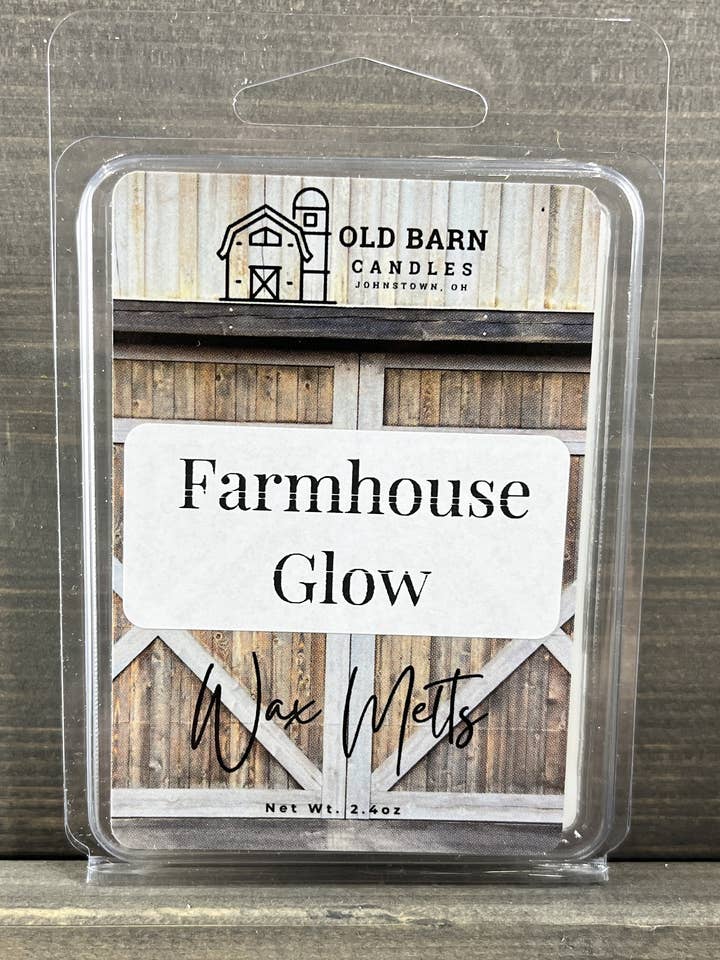 OLD BARN
CANDLES
JOHNSTOWN, OH
Farmhouse
Glow
Wax Melts
Net Wt. 2.4oz